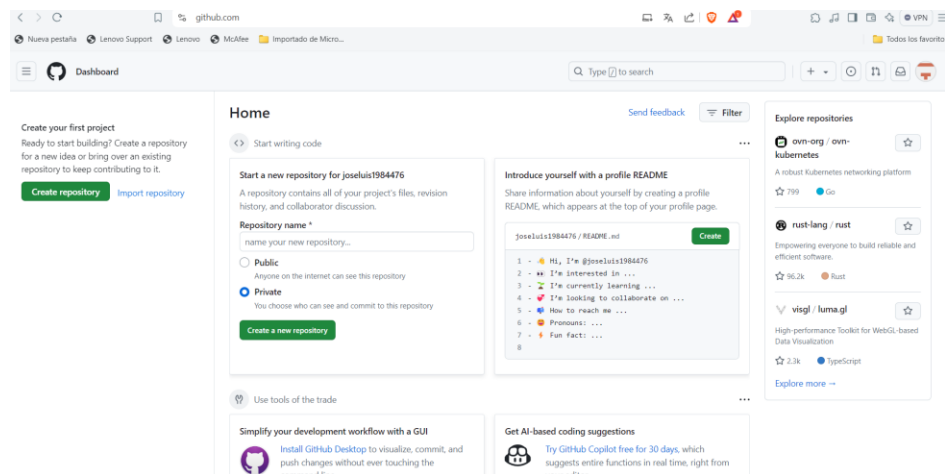 github.com
VPN
Nueva pestaña
Lenovo Support
Lenovo
McAfee
Importado de Micro...
Todos los favorito
Dashboard
Type / to search
Create your first project
Ready to start building? Create a repository
for a new idea or bring over an existing
repository to keep contributing to it.
Create repository
Import repository
Home
Send feedback
Filter
Start writing code
Start a new repository for joseluis1984476
A repository contains all of your project's files, revision
history, and collaborator discussion.
Repository name *
name your new repository...
Public
Anyone on the internet can see this repository
Private
You choose who can see and commit to this repository
Create a new repository
Introduce yourself with a profile README
Share information about yourself by creating a profile
README, which appears at the top of your profile page.
joseluis1984476 / README.md
Create
1 - 👋 Hi, I'm @joseluis1984476
2 - 👀 I'm interested in ...
3 - 🌱 I'm currently learning ...
4 - 💞️ I'm looking to collaborate on ...
5 - 📫 How to reach me ...
6 - 😄 Pronouns: ...
7 - ⚡ Fun fact: ...
8
Use tools of the trade
Simplify your development workflow with a GUI
Install GitHub Desktop to visualize, commit, and
push changes without ever touching the
Get AI-based coding suggestions
Try GitHub Copilot free for 30 days, which
suggests entire functions in real time, right from
Explore repositories
ovn-org / ovn-
kubernetes
A robust Kubernetes networking platform
799 Go
rust-lang / rust
Empowering everyone to build reliable and
efficient software.
96.2k Rust
visgl / luma.gl
High-performance Toolkit for WebGL-based
Data Visualization
2.3k TypeScript
Explore more →